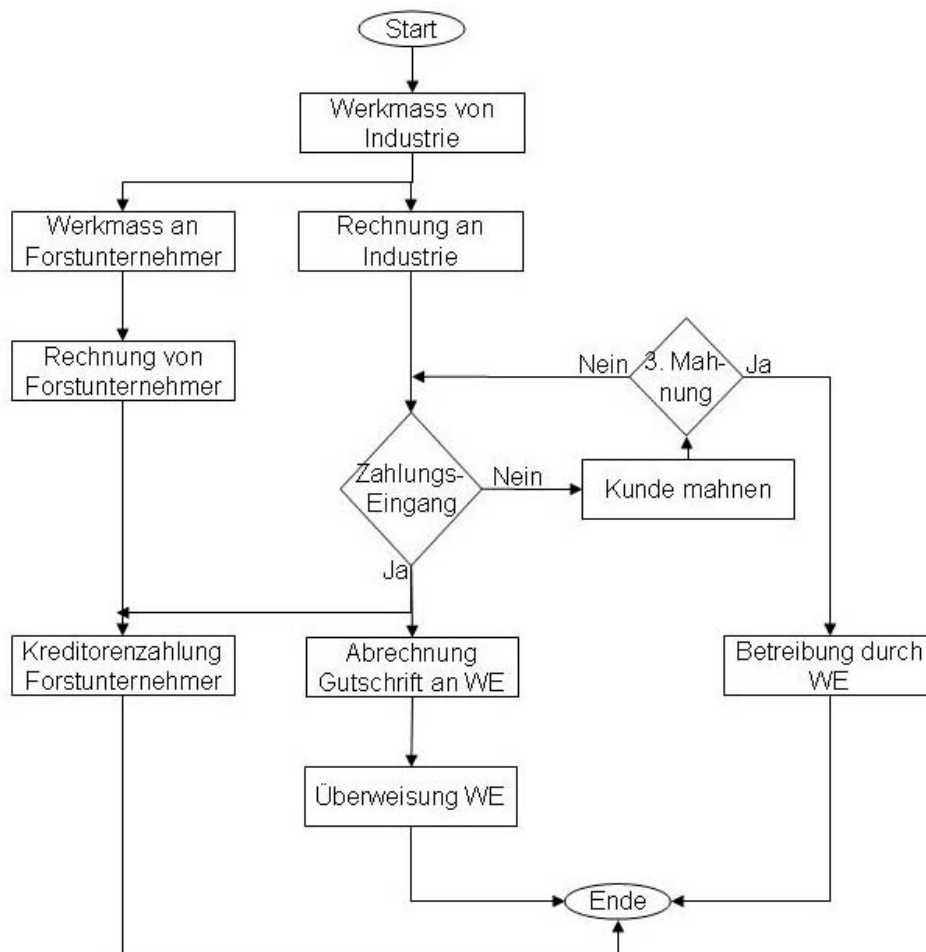 Start
Werkmass von
Industrie
Werkmass an
Forstunternehmer
Rechnung an
Industrie
Rechnung von
Forstunternehmer
Nein
3. Mah-
nung
Ja
Zahlungs-
Eingang
Nein
Kunde mahnen
Ja
Kreditorenzahlung
Forstunternehmer
Abrechnung
Gutschrift an WE
Betreibung durch
WE
Überweisung WE
Ende